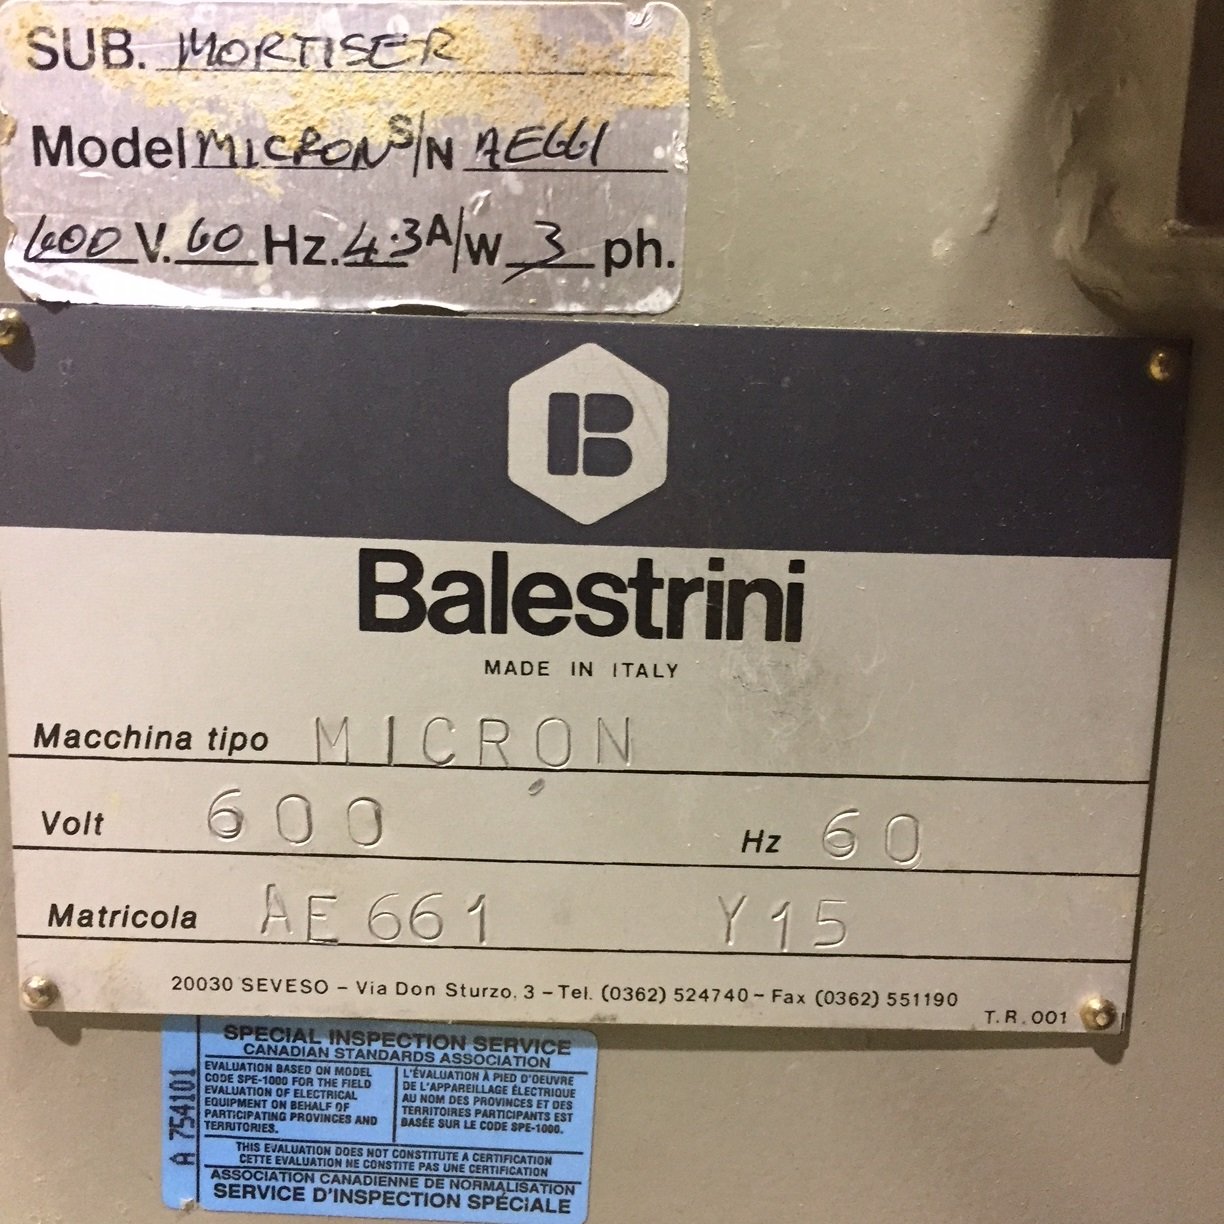 SUB. MORTISER
Model MICRON S/N AE661
600 V. 60 Hz. 4.3 A/W 3 ph.
B
Balestrini
MADE IN ITALY
Macchina tipo MICRON
Volt 600 Hz 60
Matricola AE 661 Y15
20030 SEVESO – Via Don Sturzo, 3 – Tel. (0362) 524740 – Fax (0362) 551190
T.R.001
A 754101
SPECIAL INSPECTION SERVICE
CANADIAN STANDARDS ASSOCIATION
EVALUATION BASED ON MODEL
CODE SPE-1000 FOR THE FIELD
EVALUATION OF ELECTRICAL
EQUIPMENT ON BEHALF OF
PARTICIPATING PROVINCES AND
TERRITORIES.
L'ÉVALUATION À PIED D'OEUVRE
DE L'APPAREILLAGE ÉLECTRIQUE
AU NOM DES PROVINCES ET DES
TERRITOIRES PARTICIPANTS EST
BASÉE SUR LE CODE SPE-1000.
THIS EVALUATION DOES NOT CONSTITUTE A CERTIFICATION
CETTE EVALUATION NE CONSTITE PAS UNE CERTIFICATION
ASSOCIATION CANADIENNE DE NORMALISATION
SERVICE D'INSPECTION SPÉCIALE